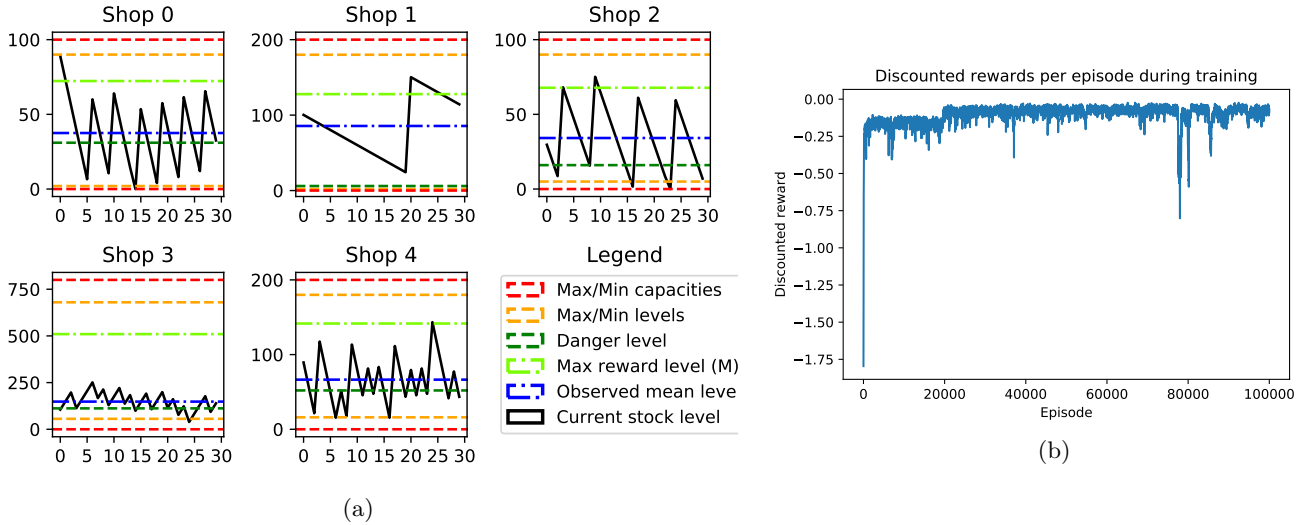 Shop 0
Shop 1
Shop 2
100
50
0
0 5 10 15 20 25 30
200
100
0
0 5 10 15 20 25 30
100
50
0
0 5 10 15 20 25 30
Shop 3
Shop 4
Legend
750
500
250
0
0 5 10 15 20 25 30
200
100
0
0 5 10 15 20 25 30
Max/Min capacities
Max/Min levels
Danger level
Max reward level (M)
Observed mean leve
Current stock level
(a)
Discounted rewards per episode during training
Discounted reward
0.00
−0.25
−0.50
−0.75
−1.00
−1.25
−1.50
−1.75
0 20000 40000 60000 80000 100000
Episode
(b)